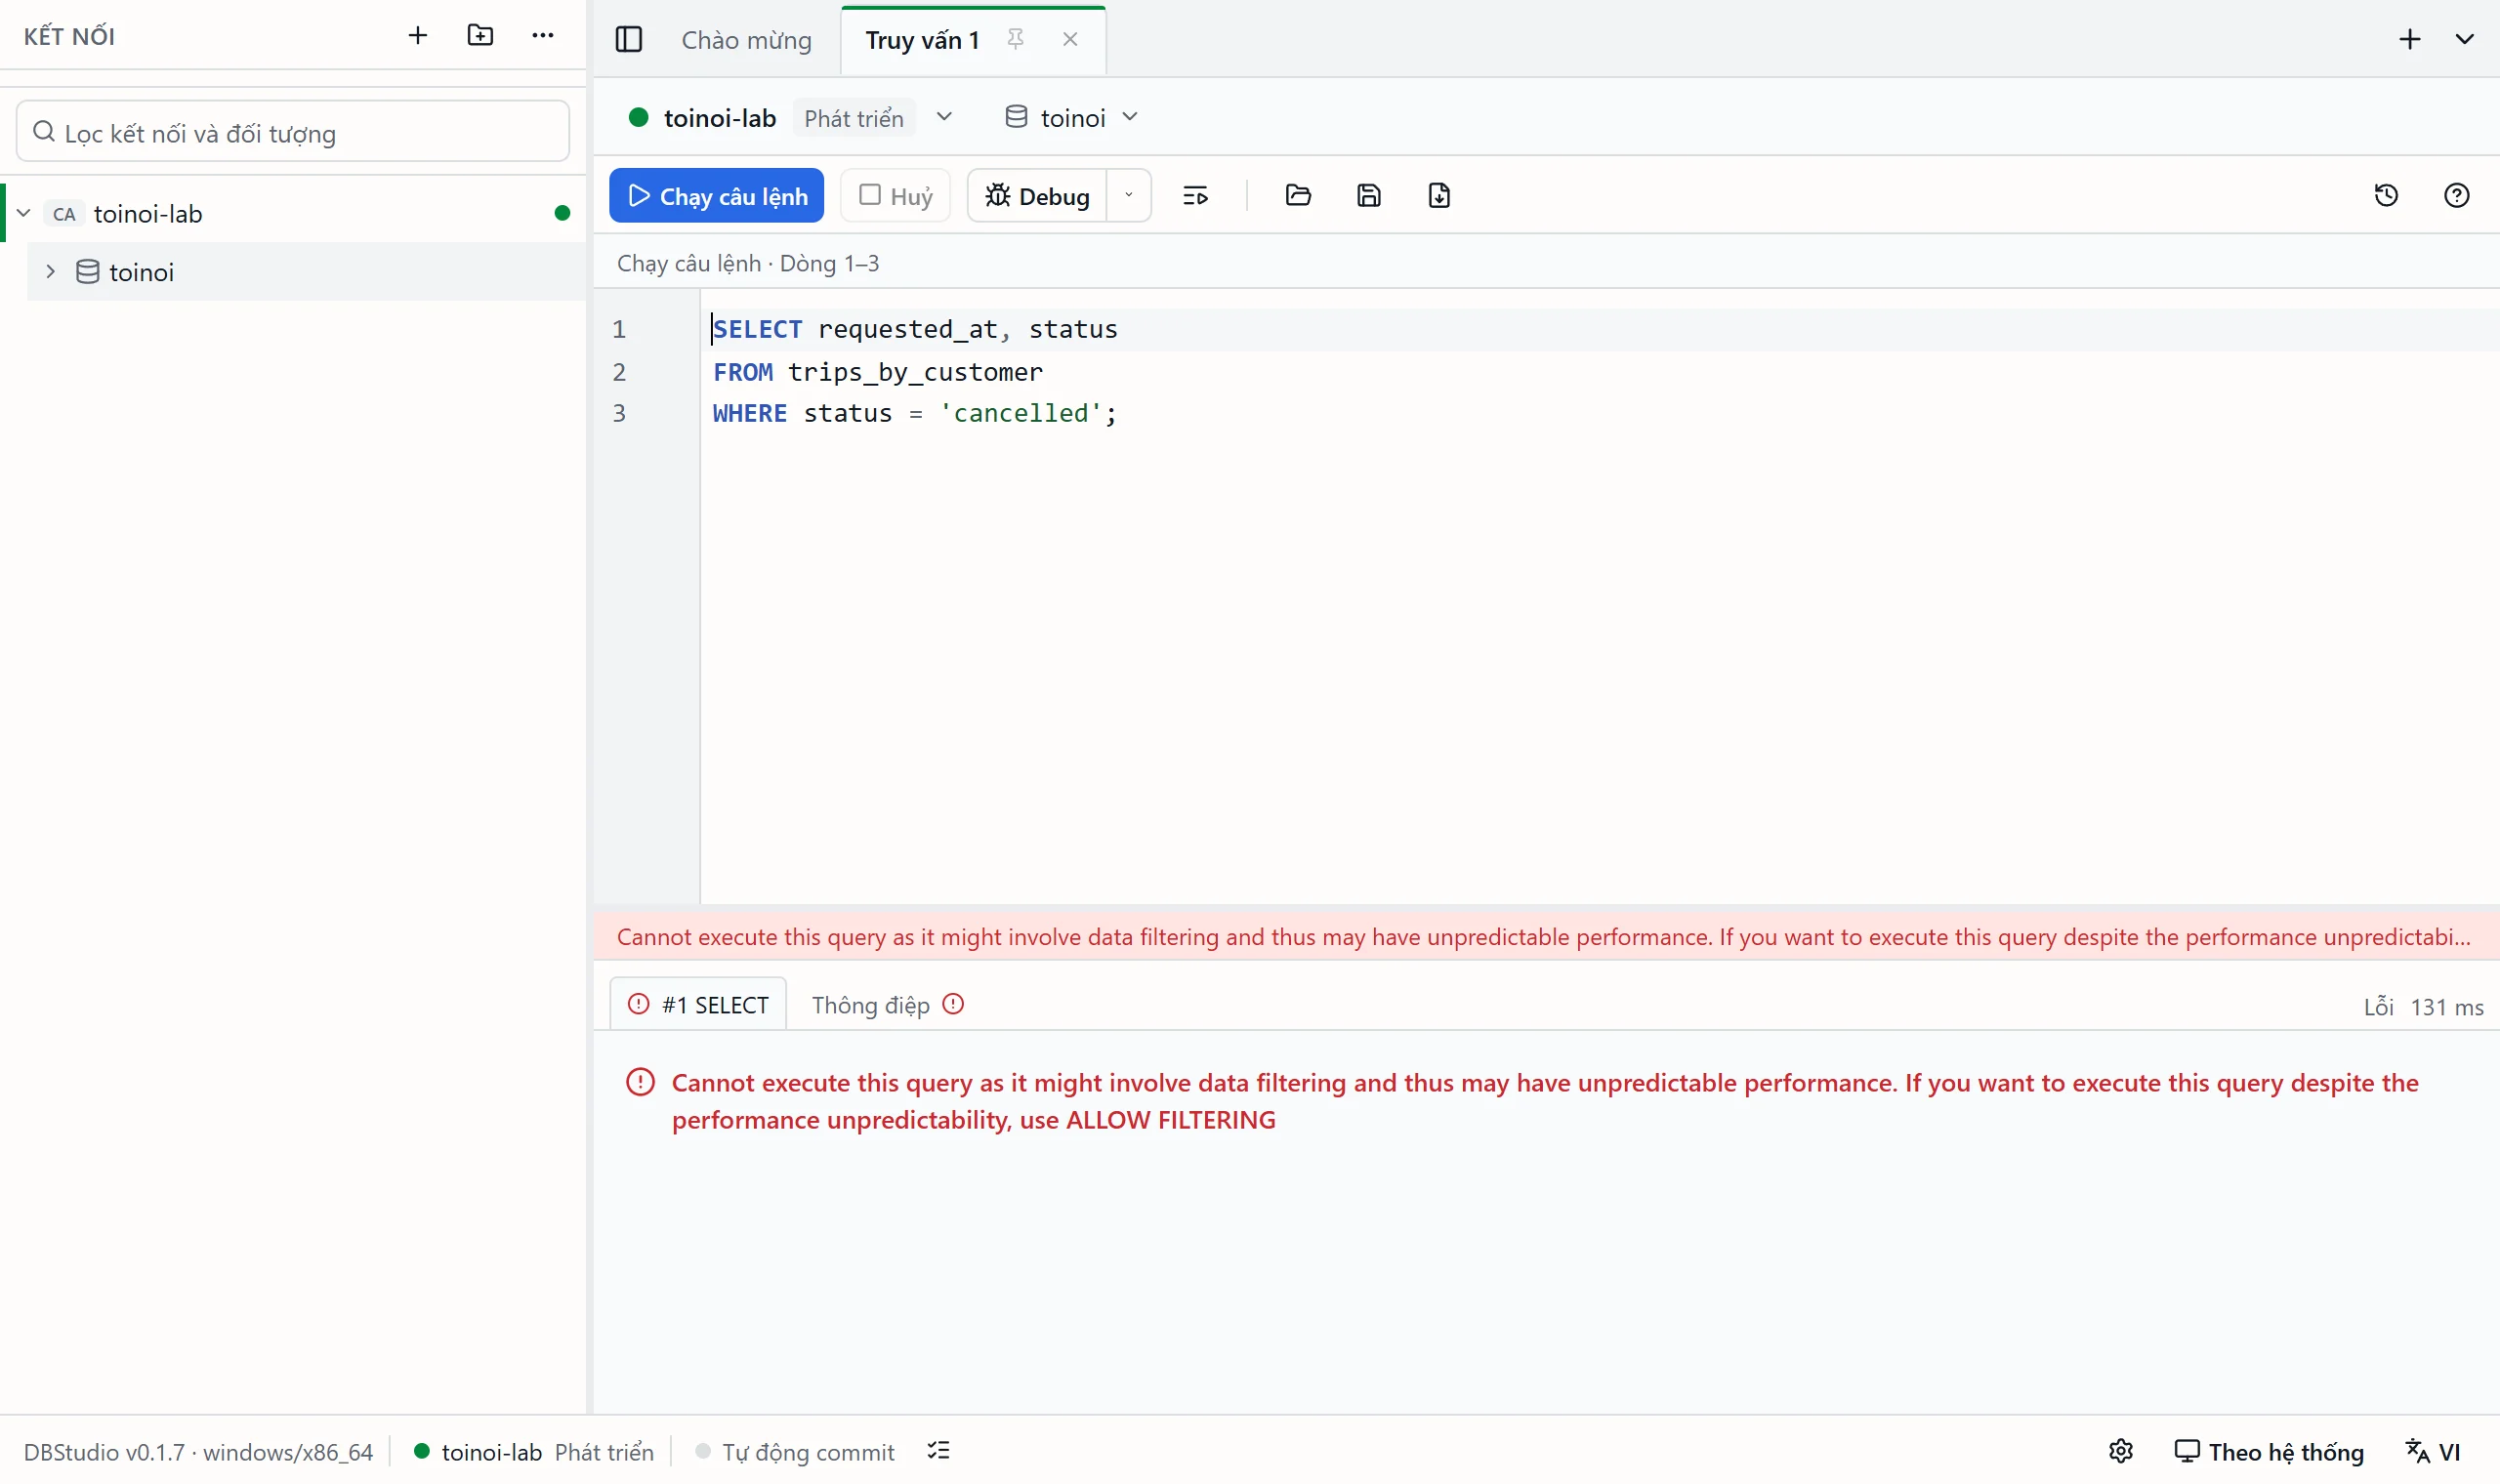 KẾT NỐI
Chào mừng
Truy vấn 1
Lọc kết nối và đối tượng
toinoi-lab Phát triển toinoi
CA toinoi-lab
toinoi
Chạy câu lệnh Huỷ Debug
Chạy câu lệnh · Dòng 1–3
1 SELECT requested_at, status
2 FROM trips_by_customer
3 WHERE status = 'cancelled';
Cannot execute this query as it might involve data filtering and thus may have unpredictable performance. If you want to execute this query despite the performance unpredictabi...
#1 SELECT Thông điệp Lỗi 131 ms
Cannot execute this query as it might involve data filtering and thus may have unpredictable performance. If you want to execute this query despite the
performance unpredictability, use ALLOW FILTERING
DBStudio v0.1.7 · windows/x86_64 toinoi-lab Phát triển Tự động commit Theo hệ thống VI